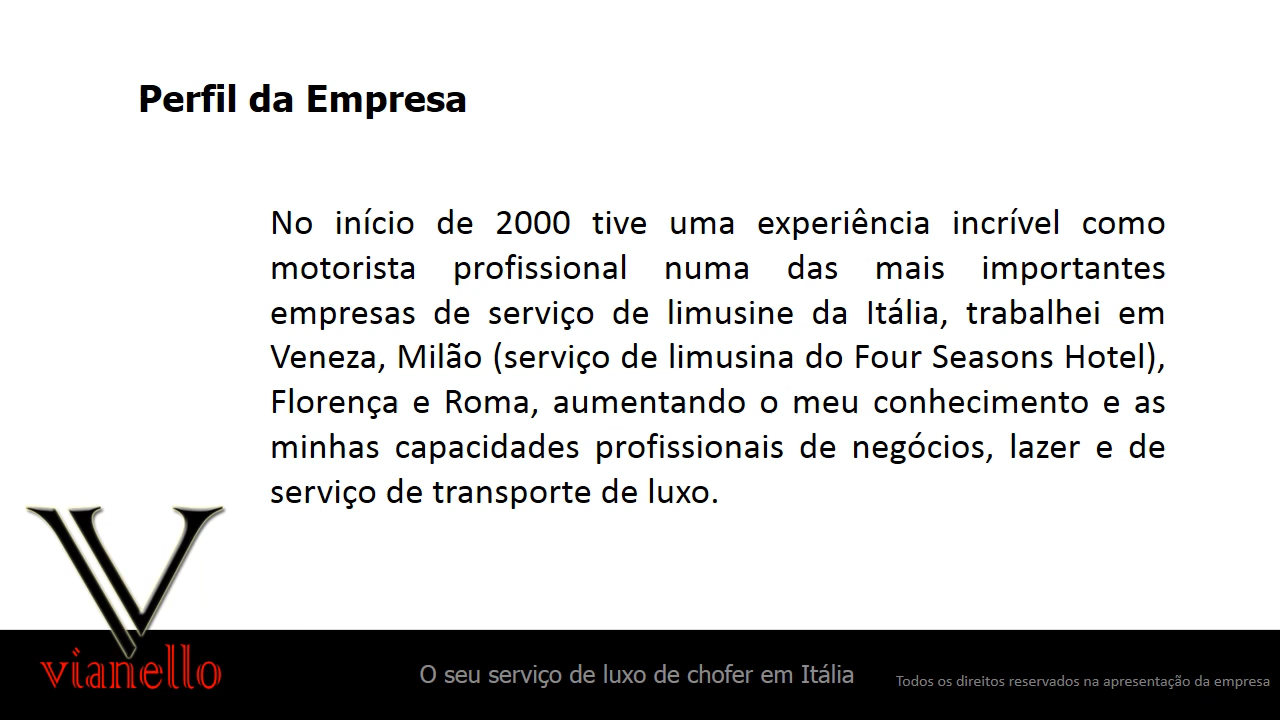 Perfil da Empresa
No início de 2000 tive uma experiência incrível como
motorista profissional numa das mais importantes
empresas de serviço de limusine da Itália, trabalhei em
Veneza, Milão (serviço de limusina do Four Seasons Hotel),
Florença e Roma, aumentando o meu conhecimento e as
minhas capacidades profissionais de negócios, lazer e de
serviço de transporte de luxo.
V
vianello
O seu serviço de luxo de chofer em Itália
Todos os direitos reservados na apresentação da empresa